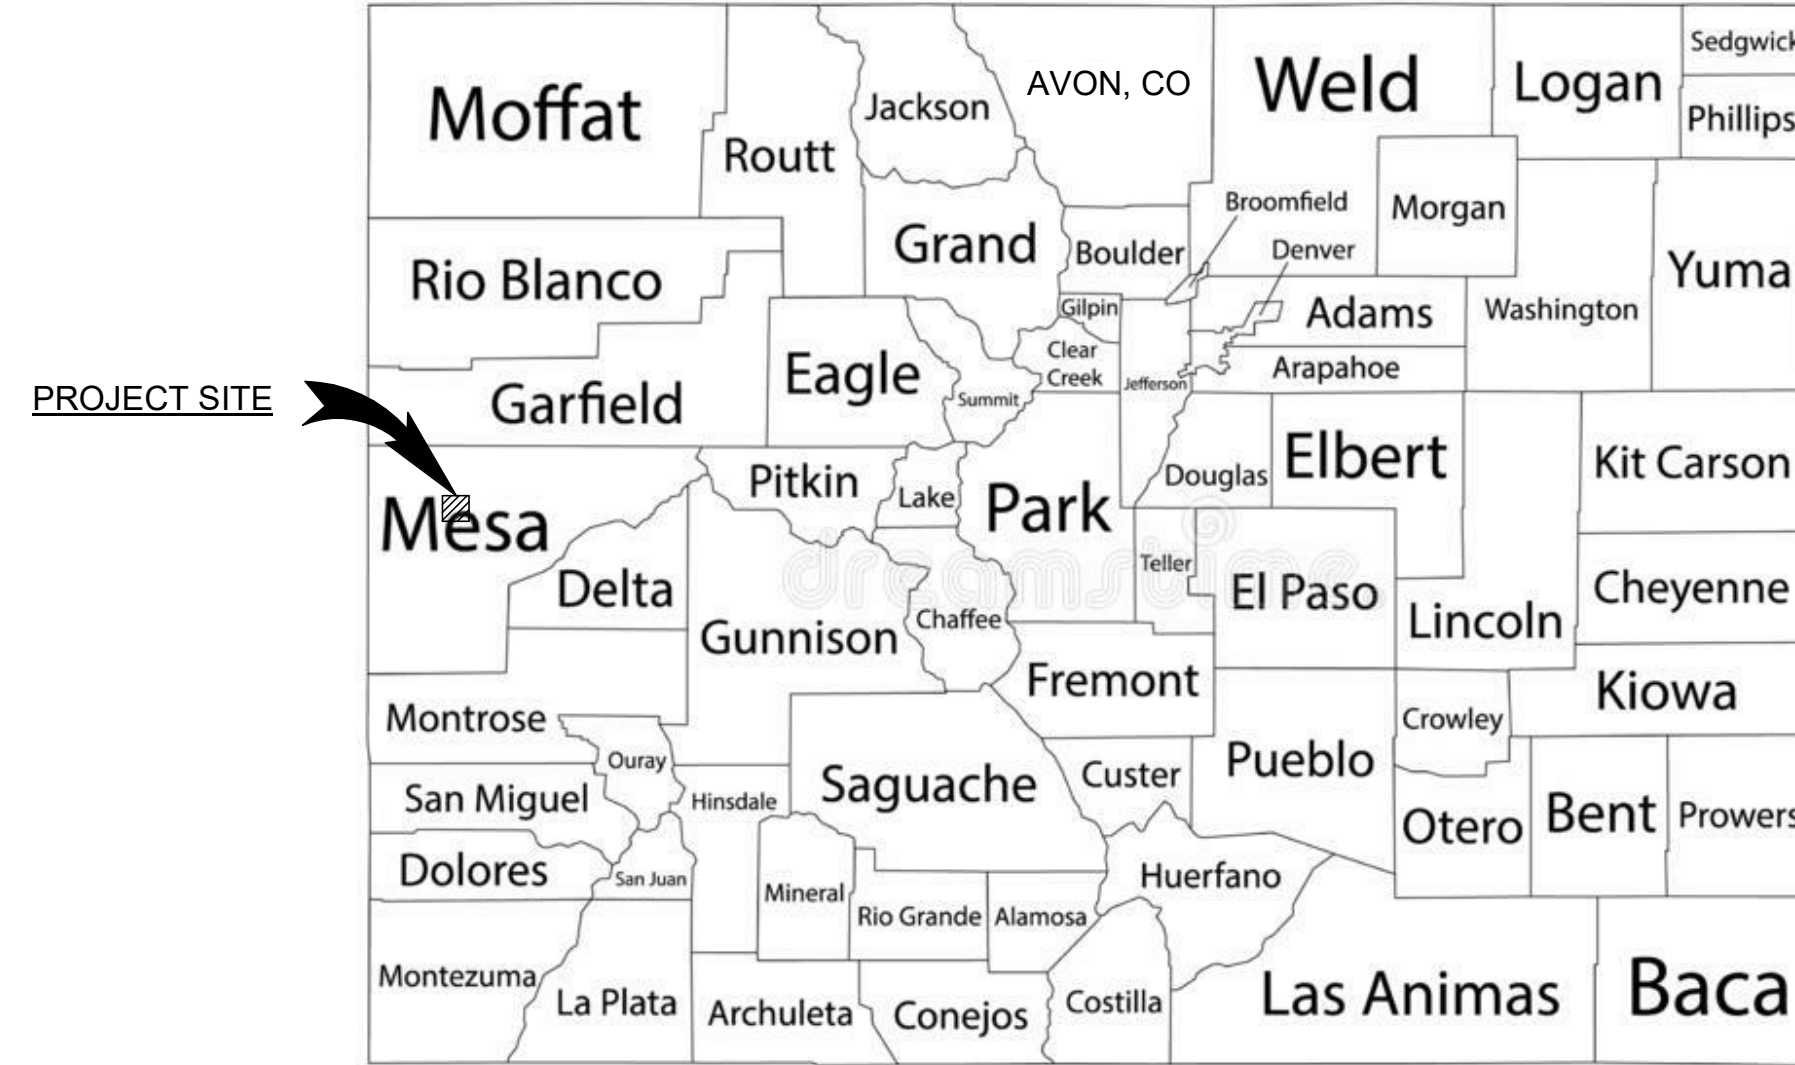 Sedgwick
Moffat
Jackson
AVON, CO
Weld
Logan
Phillips
Routt
Broomfield
Morgan
Grand
Boulder
Denver
Yuma
Rio Blanco
Gilpin
Adams
Washington
Eagle
Clear
Creek
Arapahoe
Jefferson
PROJECT SITE
Garfield
Summit
Pitkin
Lake
Park
Douglas
Elbert
Kit Carson
Mesa
dreamstime
Delta
Teller
El Paso
Cheyenne
Gunnison
Chaffee
Lincoln
Fremont
Kiowa
Montrose
Crowley
Ouray
Pueblo
San Miguel
Hinsdale
Saguache
Custer
Otero
Bent
Prowers
Dolores
San Juan
Mineral
Rio Grande
Alamosa
Huerfano
Montezuma
La Plata
Archuleta
Conejos
Costilla
Las Animas
Baca